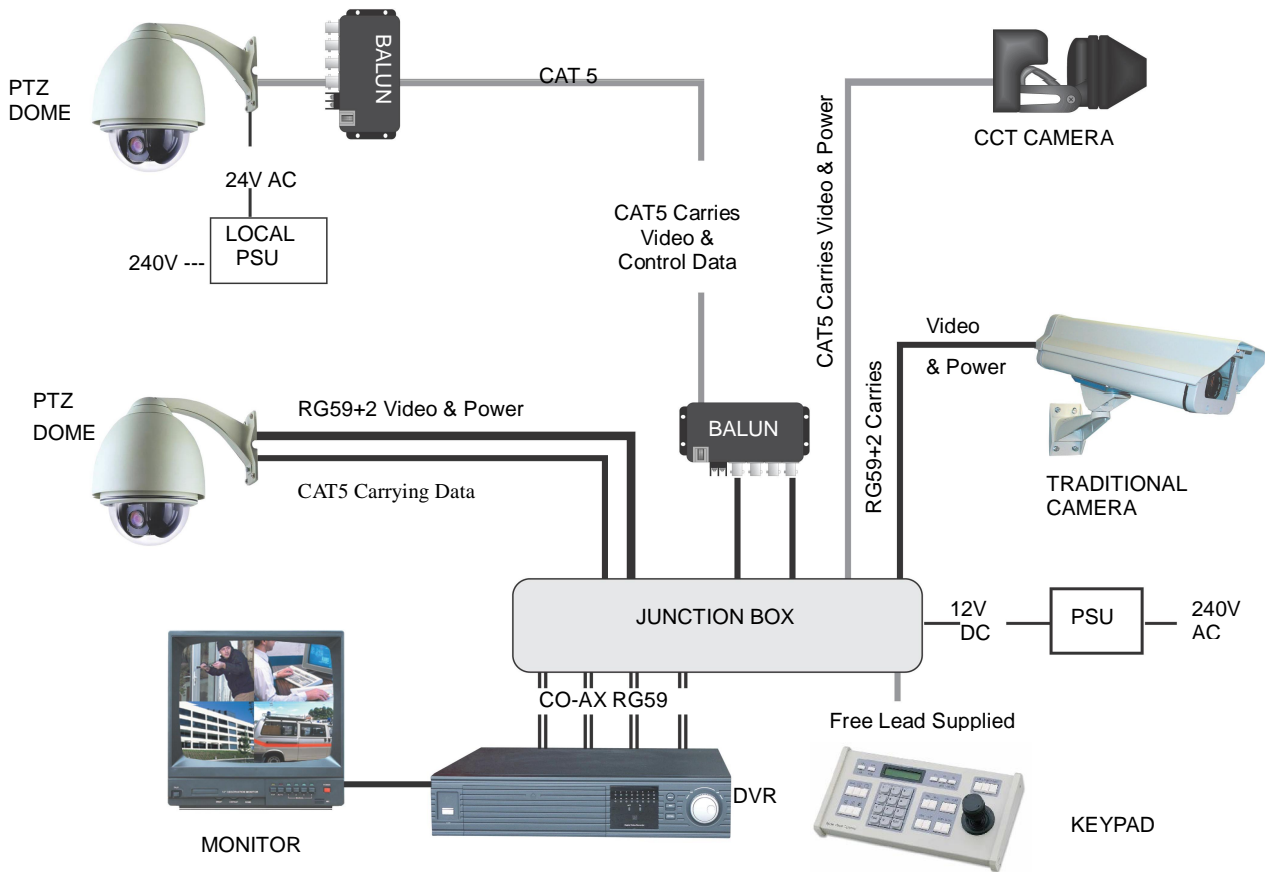 PTZ
DOME
BALUN
CAT 5
24V AC
LOCAL
PSU
240V ---
CAT5 Carries
Video &
Control Data
CAT5 Carries Video & Power
CCT CAMERA
Video
& Power
RG59+2 Carries
TRADITIONAL
CAMERA
PTZ
DOME
RG59+2 Video & Power
CAT5 Carrying Data
BALUN
JUNCTION BOX
12V
DC
PSU
240V
AC
CO-AX RG59
Free Lead Supplied
DVR
MONITOR
KEYPAD